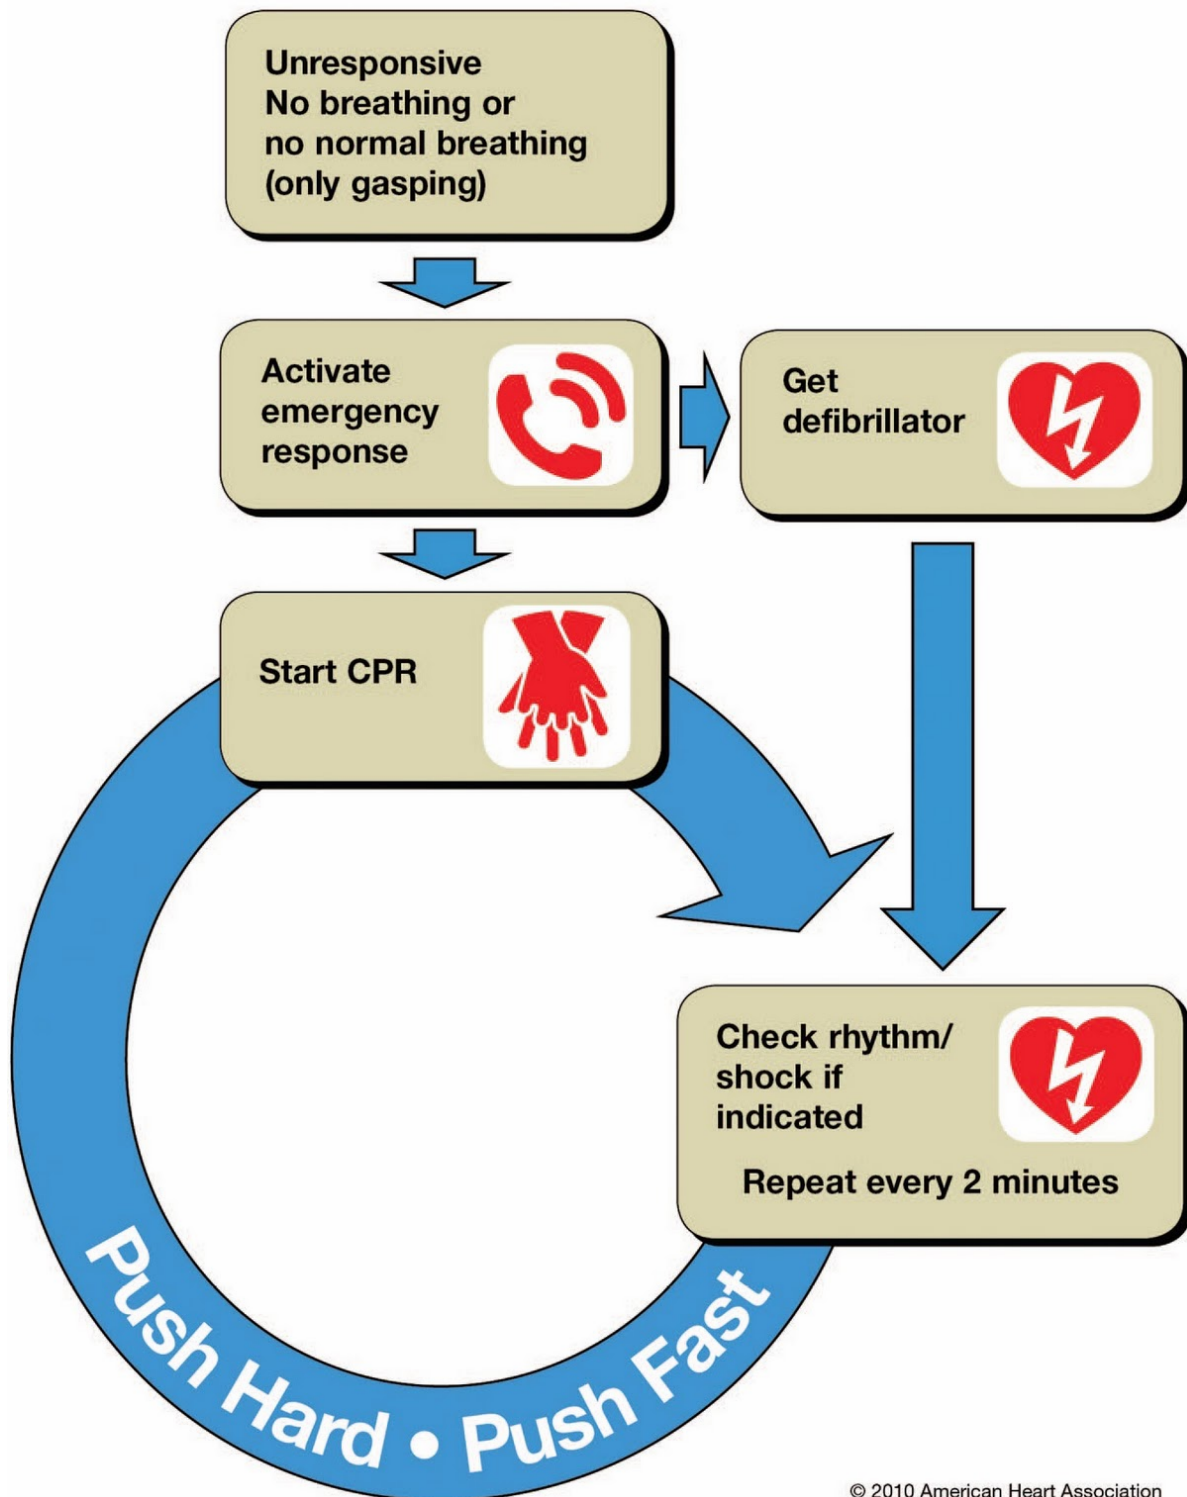 Unresponsive
No breathing or
no normal breathing
(only gasping)
Activate
emergency
response
Get
defibrillator
Start CPR
Check rhythm/
shock if
indicated
Repeat every 2 minutes
Push Hard • Push Fast
© 2010 American Heart Association